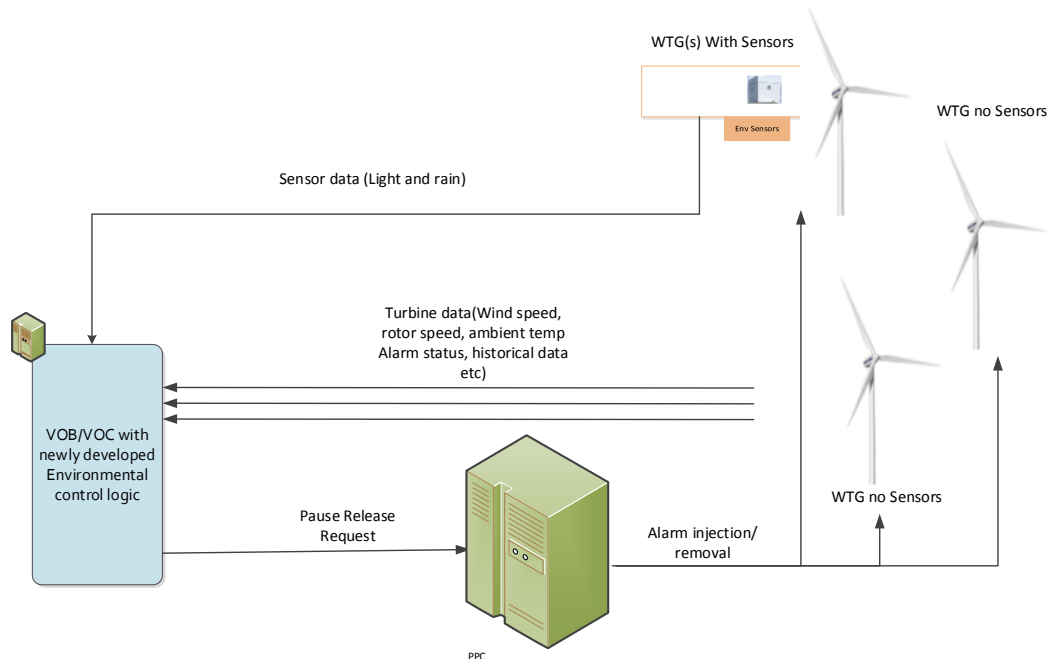 WTG(s) With Sensors
WTG no Sensors
Env Sensors
Sensor data (Light and rain)
Turbine data(Wind speed,
rotor speed, ambient temp
Alarm status, historical data
etc)
VOB/VOC with
newly developed
Environmental
control logic
WTG no Sensors
Pause Release
Request
Alarm injection/
removal
PPC